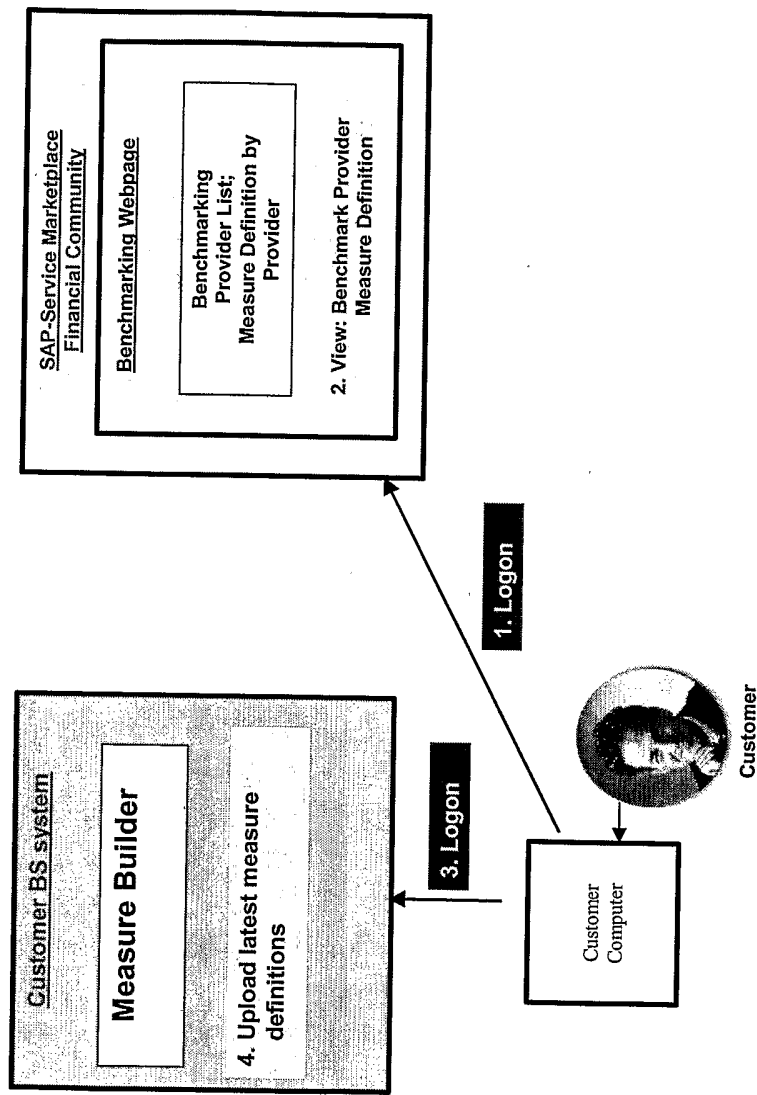 Customer BS system
Measure Builder
4. Upload latest measure
definitions
SAP-Service Marketplace
Financial Community
Benchmarking Webpage
Benchmarking
Provider List;
Measure Definition by
Provider
2. View: Benchmark Provider
Measure Definition
3. Logon
1. Logon
Customer
Computer
Customer